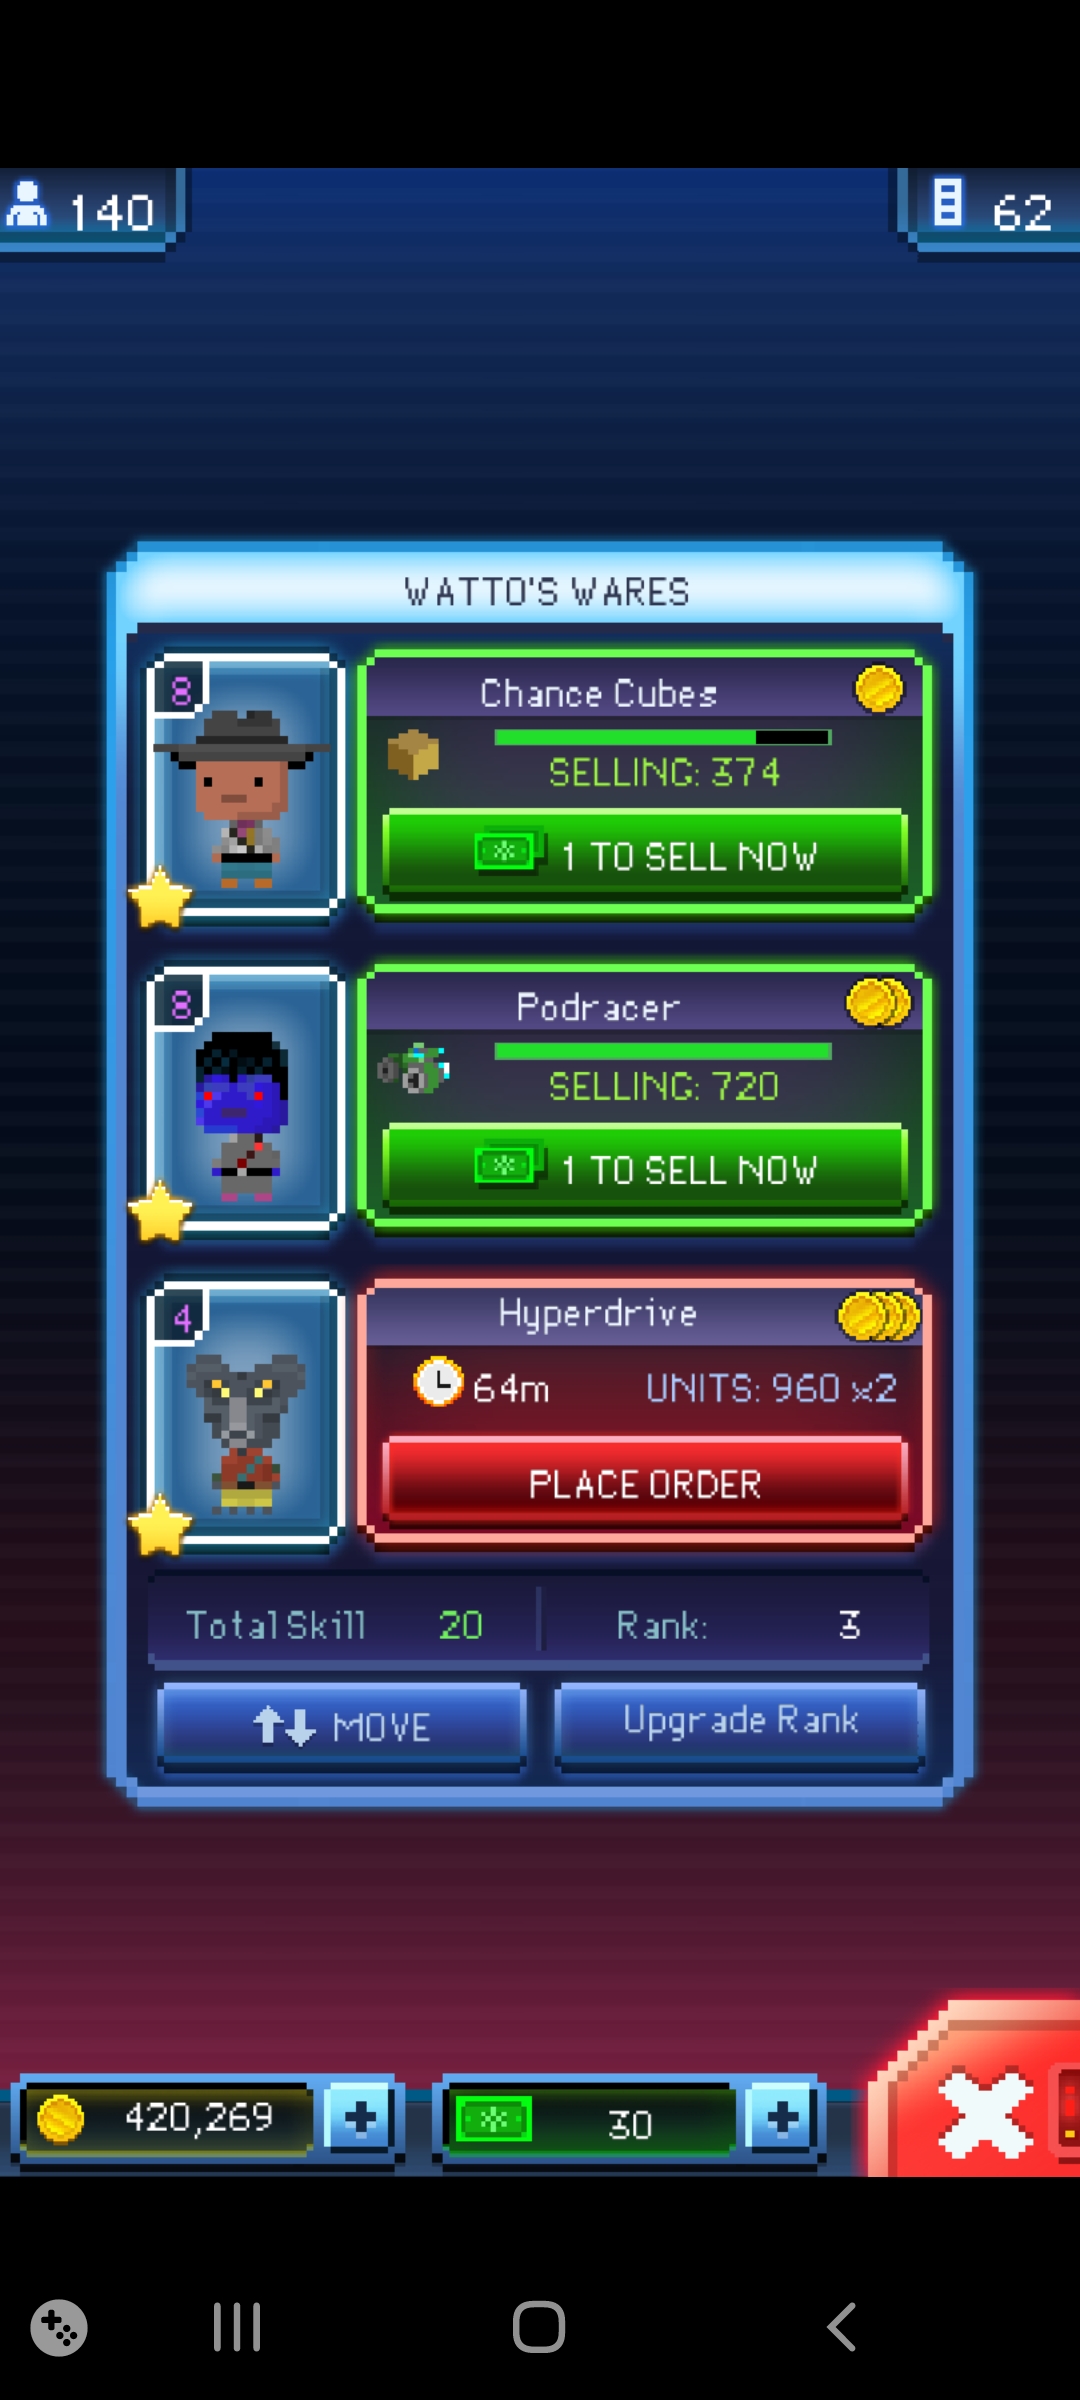 140
62
WATTO'S WARES
8
Chance Cubes
SELLING: 374
1 TO SELL NOW
8
Podracer
SELLING: 720
1 TO SELL NOW
4
Hyperdrive
64m UNITS: 960 x2
PLACE ORDER
Total Skill 20 Rank: 3
MOVE Upgrade Rank
420,269 30